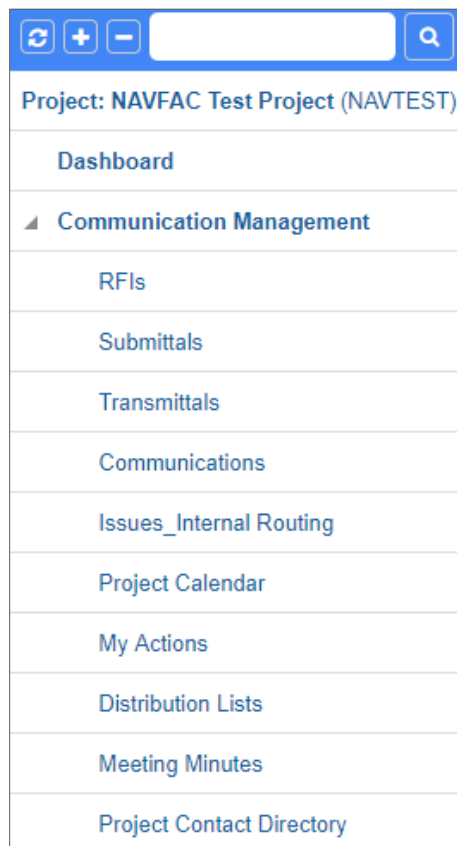 Project: NAVFAC Test Project (NAVTEST)
Dashboard
Communication Management
RFIs
Submittals
Transmittals
Communications
Issues_Internal Routing
Project Calendar
My Actions
Distribution Lists
Meeting Minutes
Project Contact Directory